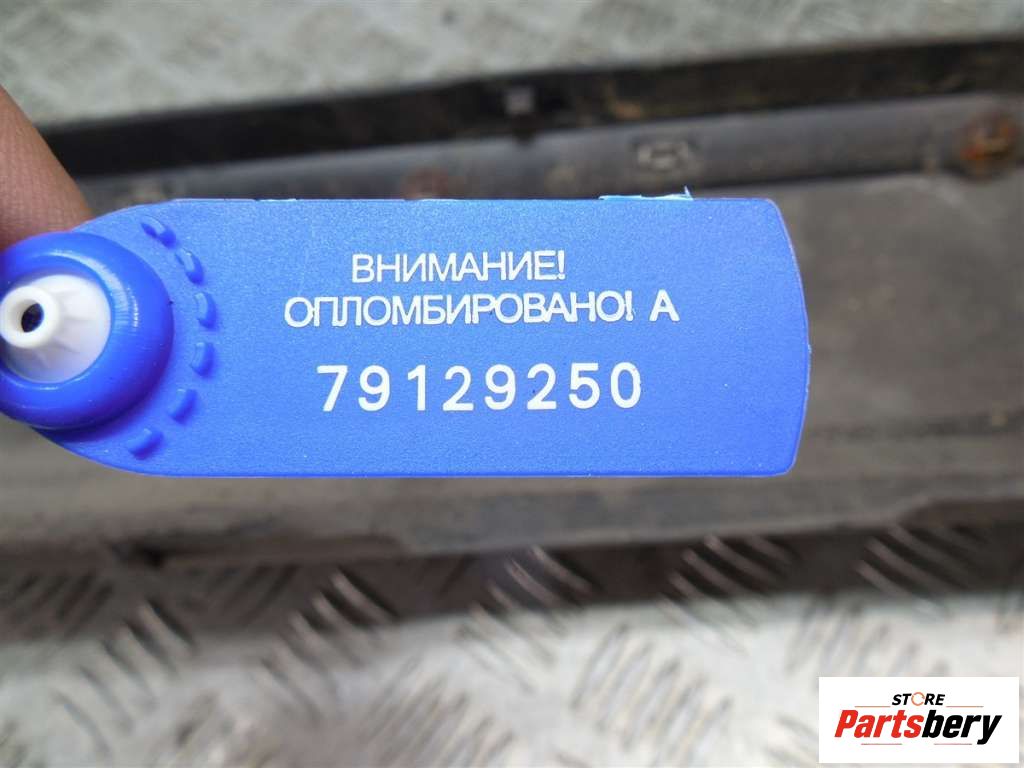 ВНИМАНИЕ!
ОПЛОМБИРОВАНО! А
79129250
STORE
Partsbery